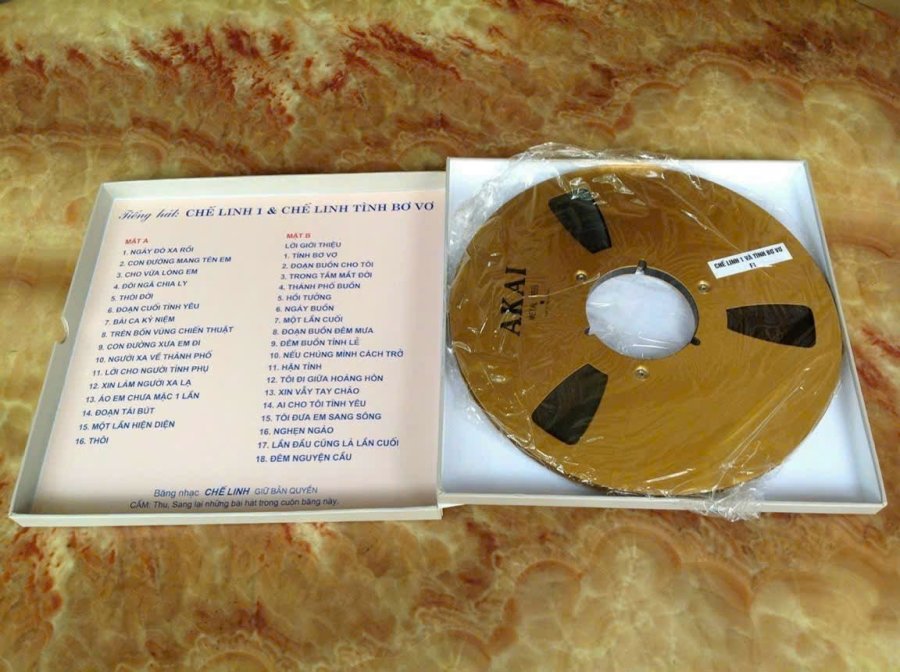 Tiếng hát: CHẾ LINH 1 & CHẾ LINH TÌNH BƠ VƠ
MẶT A
1. NGÀY ĐÓ XA RỒI
2. CON ĐƯỜNG MANG TÊN EM
3. CHO VỪA LÒNG EM
4. ĐÔI NGẢ CHIA LY
5. THÓI ĐỜI
6. ĐOẠN CUỐI TÌNH YÊU
7. BÀI CA KỶ NIỆM
8. TRÊN BỐN VÙNG CHIẾN THUẬT
9. CON ĐƯỜNG XƯA EM ĐI
10. NGƯỜI XA VỀ THÀNH PHỐ
11. LỜI CHO NGƯỜI TÌNH PHỤ
12. XIN LÀM NGƯỜI XA LẠ
13. ÁO EM CHƯA MẶC 1 LẦN
14. ĐOẠN TÁI BÚT
15. MỘT LẦN HIỆN DIỆN
16. THÔI
MẶT B
LỜI GIỚI THIỆU
1. TÌNH BƠ VƠ
2. ĐOẠN BUỒN CHO TÔI
3. TRONG TẦM MẮT ĐỜI
4. THÀNH PHỐ BUỒN
5. HỒI TƯỞNG
6. NGÀY BUỒN
7. MỘT LẦN CUỐI
8. ĐOẠN BUỒN ĐÊM MƯA
9. ĐÊM BUỒN TỈNH LẺ
10. NẾU CHÚNG MÌNH CÁCH TRỞ
11. HẬN TÌNH
12. TÔI ĐI GIỮA HOÀNG HÔN
13. XIN VẪY TAY CHÀO
14. AI CHO TÔI TÌNH YÊU
15. TÔI ĐƯA EM SANG SÔNG
16. NGHẸN NGÀO
17. LẦN ĐẦU CŨNG LÀ LẦN CUỐI
18. ĐÊM NGUYỆN CẦU
Băng nhạc CHẾ LINH GIỮ BẢN QUYỀN
CẤM: Thu, Sang lại những bài hát trong cuôn băng này.
AKAI
CHẾ LINH 1 VÀ TÌNH BƠ VƠ
F1